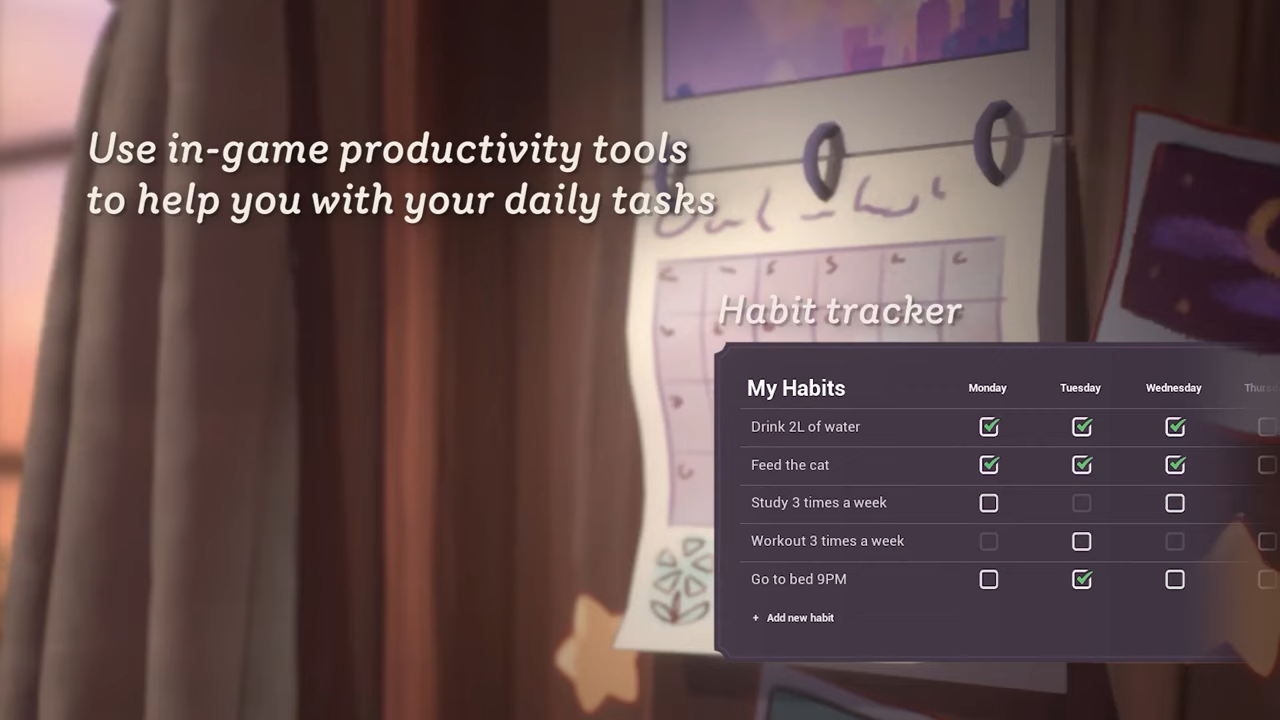 Use in-game productivity tools
to help you with your daily tasks
Habit tracker
My Habits Monday Tuesday Wednesday
Drink 2L of water
Feed the cat
Study 3 times a week
Workout 3 times a week
Go to bed 9PM
+ Add new habit